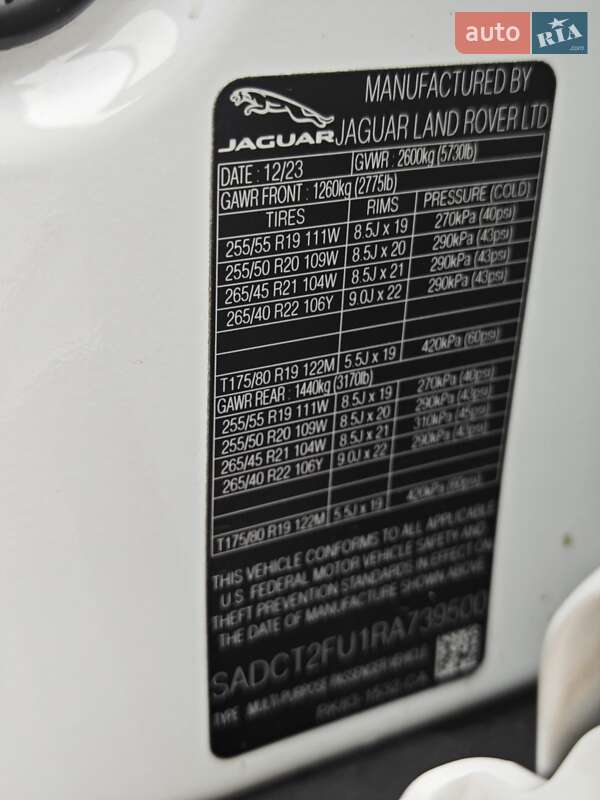 auto RIA .com
MANUFACTURED BY
JAGUAR JAGUAR LAND ROVER LTD
DATE : 12/23 GVWR : 2600kg (5730lb)
GAWR FRONT : 1260kg (2775lb)
TIRES RIMS PRESSURE (COLD)
255/55 R19 111W 8.5J x 19 270kPa (40psi)
255/50 R20 109W 8.5J x 20 290kPa (43psi)
265/45 R21 104W 8.5J x 21 290kPa (43psi)
265/40 R22 106Y 9.0J x 22 290kPa (43psi)
T175/80 R19 122M 5.5J x 19 420kPa (60psi)
GAWR REAR : 1440kg (3170lb)
255/55 R19 111W 8.5J x 19 270kPa (40psi)
255/50 R20 109W 8.5J x 20 290kPa (43psi)
265/45 R21 104W 8.5J x 21 310kPa (45psi)
265/40 R22 106Y 9.0J x 22 290kPa (43psi)
T175/80 R19 122M 5.5J x 19 420kPa (60psi)
THIS VEHICLE CONFORMS TO ALL APPLICABLE
U.S. FEDERAL MOTOR VEHICLE SAFETY AND
THEFT PREVENTION STANDARDS IN EFFECT ON
THE DATE OF MANUFACTURE SHOWN ABOVE
SADCT2FU1RA739500
TYPE : MULTI-PURPOSE PASSENGER VEHICLE